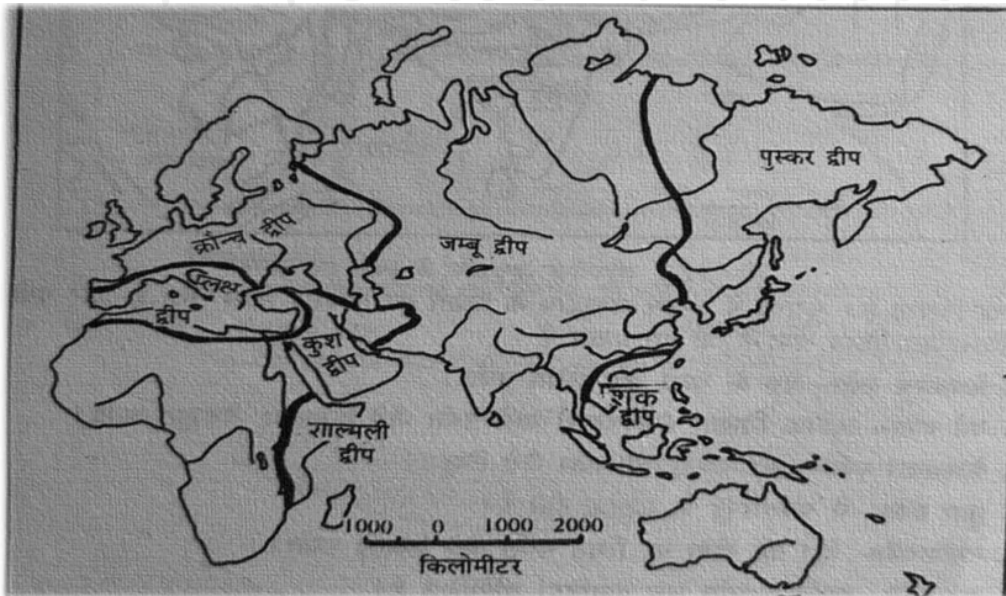 पुस्कर द्वीप
क्रौन्च द्वीप
जम्बू द्वीप
प्लक्ष
द्वीप
कुश
द्वीप
शक
द्वीप
शाल्मली
द्वीप
1000 0 1000 2000
किलोमीटर